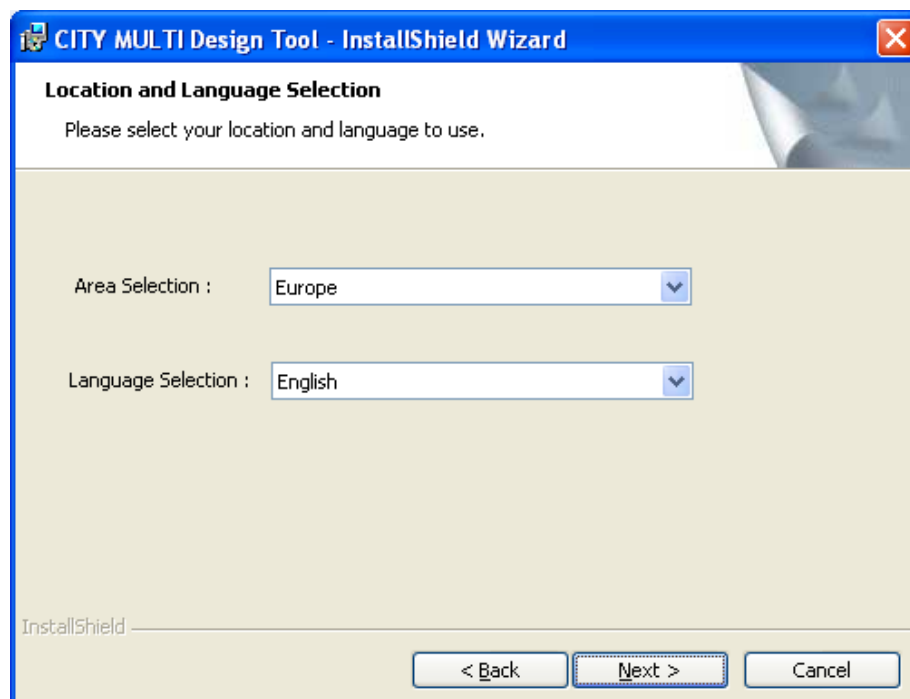 CITY MULTI Design Tool - InstallShield Wizard
Location and Language Selection
Please select your location and language to use.
Area Selection :
Europe
Language Selection :
English
InstallShield
< Back
Next >
Cancel